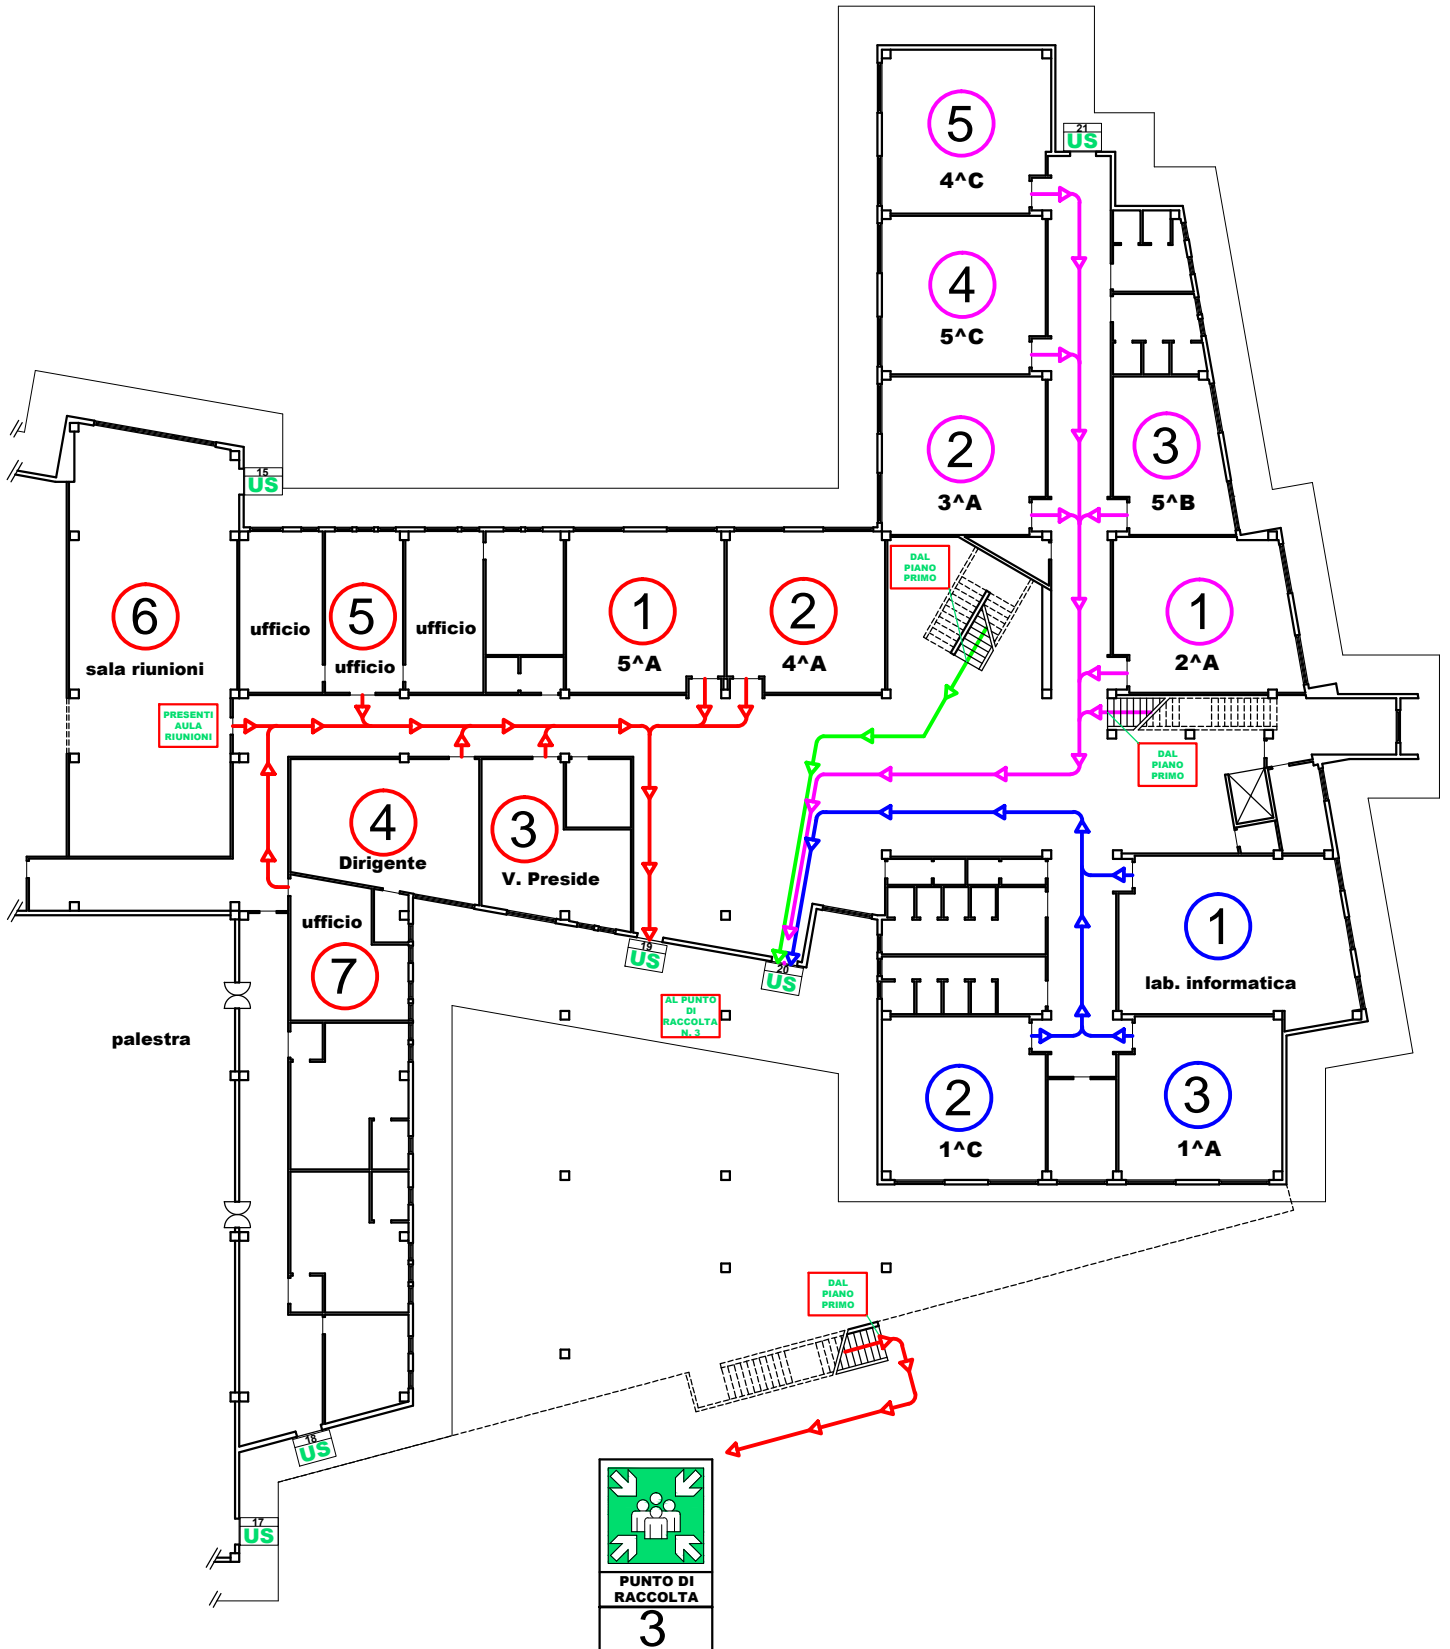 5
4^C
21
US
4
5^C
2
3^A
3
5^B
15
US
DAL
PIANO
PRIMO
6
sala riunioni
ufficio
5
ufficio
ufficio
1
5^A
2
4^A
1
2^A
PRESENTI
AULA
RIUNIONI
DAL
PIANO
PRIMO
4
Dirigente
3
V. Preside
ufficio
7
19
US
20
US
1
lab. informatica
AL PUNTO
DI
RACCOLTA
N. 3
palestra
2
1^C
3
1^A
DAL
PIANO
PRIMO
18
US
17
US
PUNTO DI
RACCOLTA
3